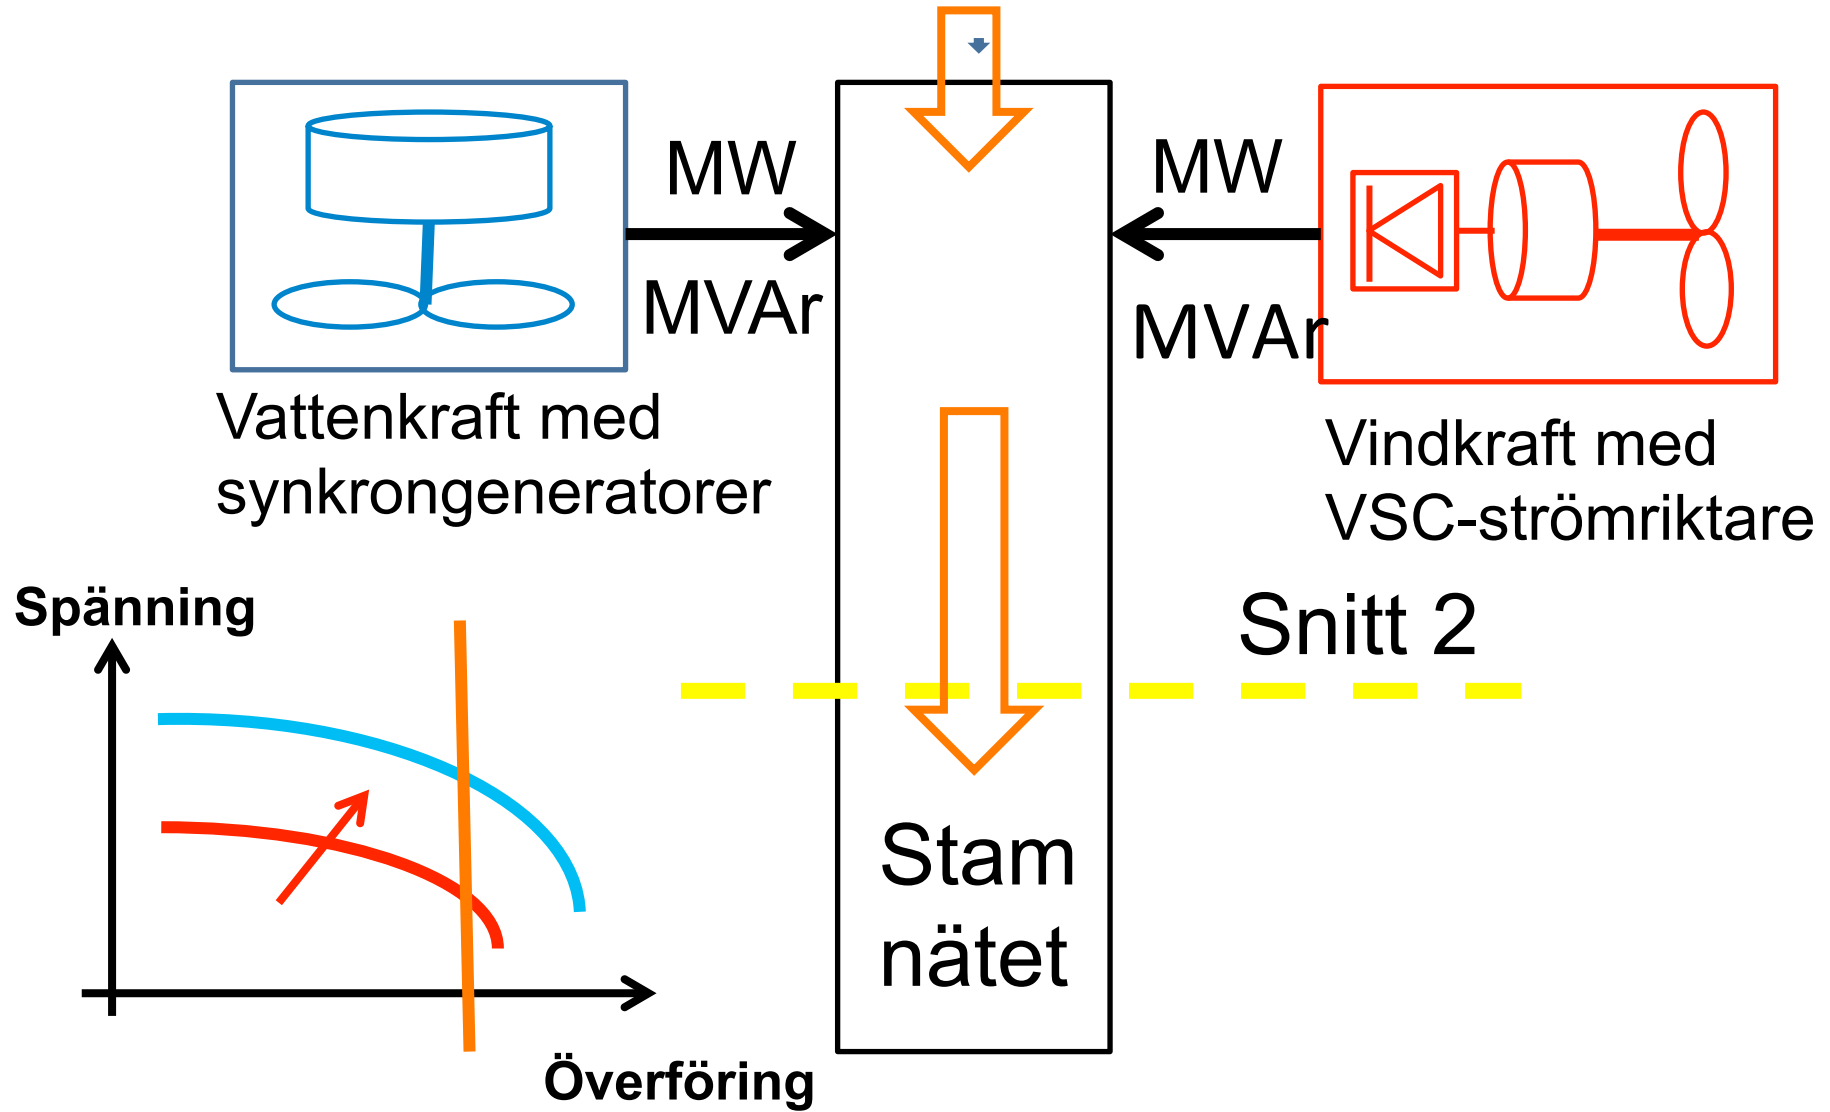 MW
MVAr
MW
MVAr
Vattenkraft med
synkrongeneratorer
Vindkraft med
VSC-strömriktare
Snitt 2
Spänning
Överföring
Stam
nätet